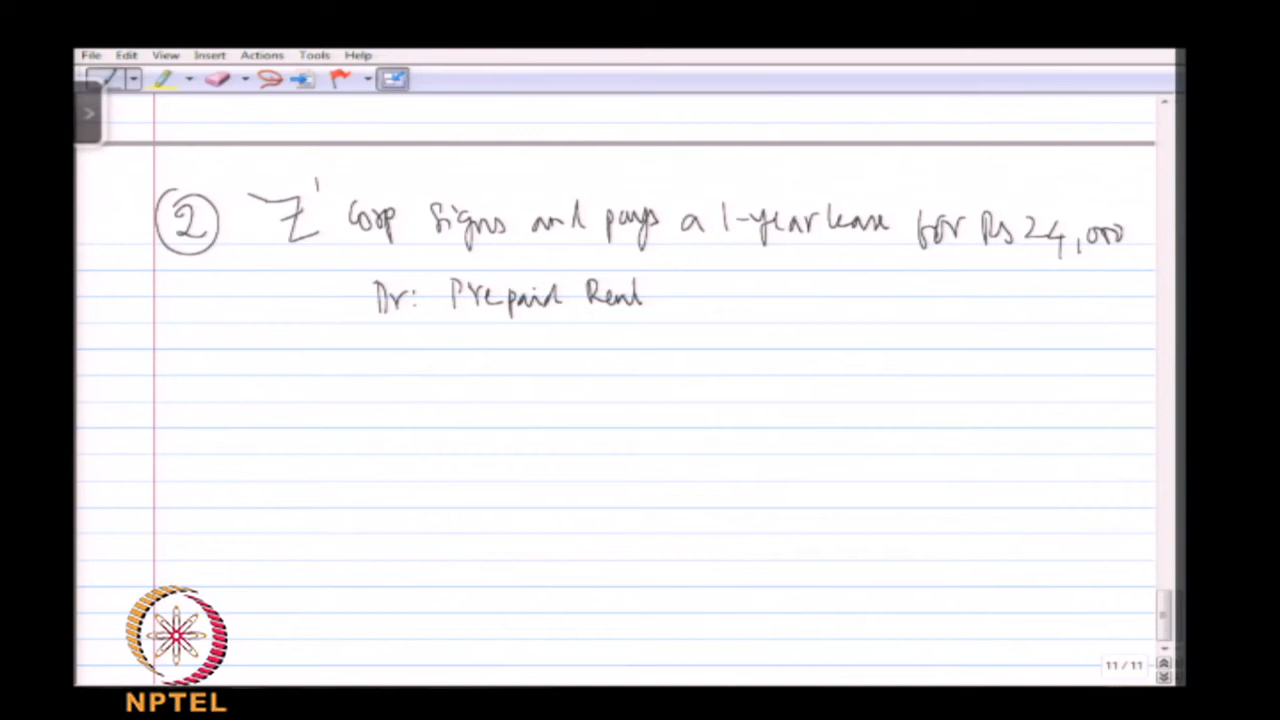 File Edit View Insert Actions Tools Help
② 'Z' Corp signs and pays a 1-year lease for Rs 24,000
Dr: Prepaid Rent
11 / 11
NPTEL